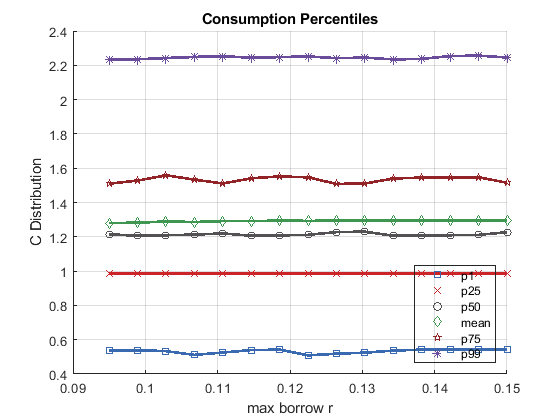 Consumption Percentiles
2.4
2.2
2
1.8
1.6
1.4
1.2
1
0.8
0.6
0.4
C Distribution
p1
p25
p50
mean
p75
p99
0.09
0.1
0.11
0.12
0.13
0.14
0.15
max borrow r